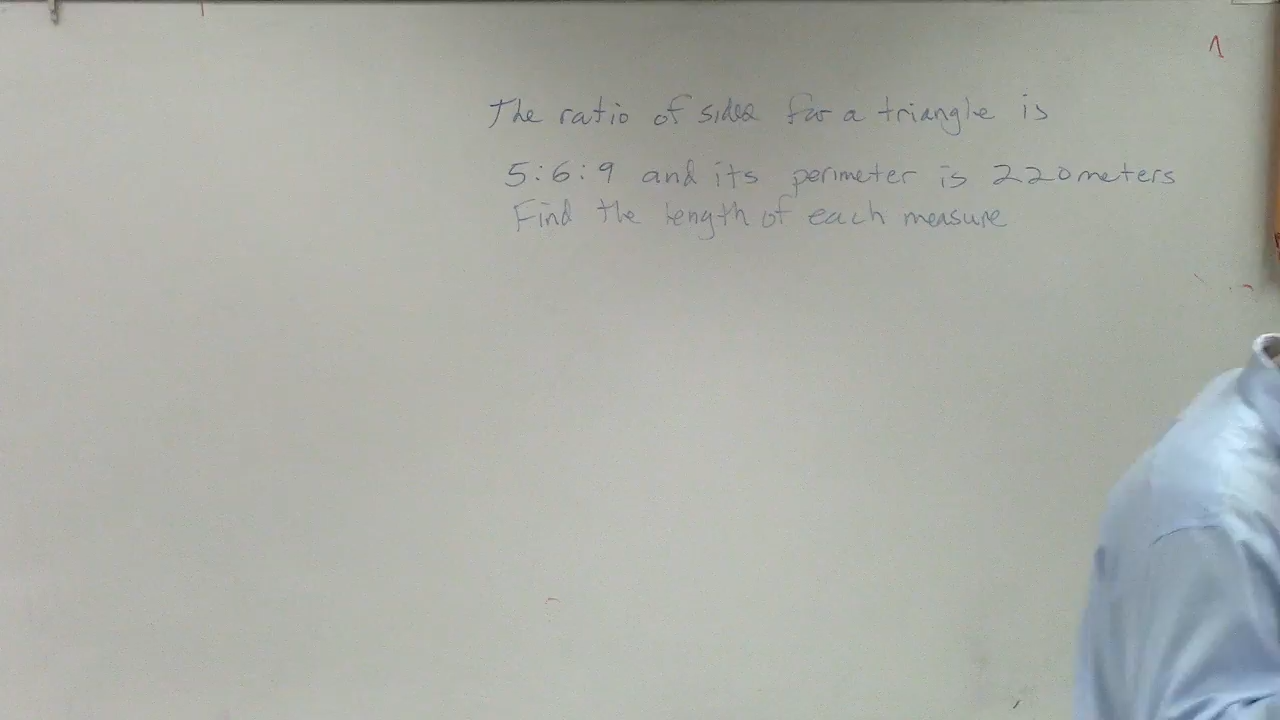 The ratio of sides for a triangle is
5:6:9 and its perimeter is 220 meters
Find the length of each measure